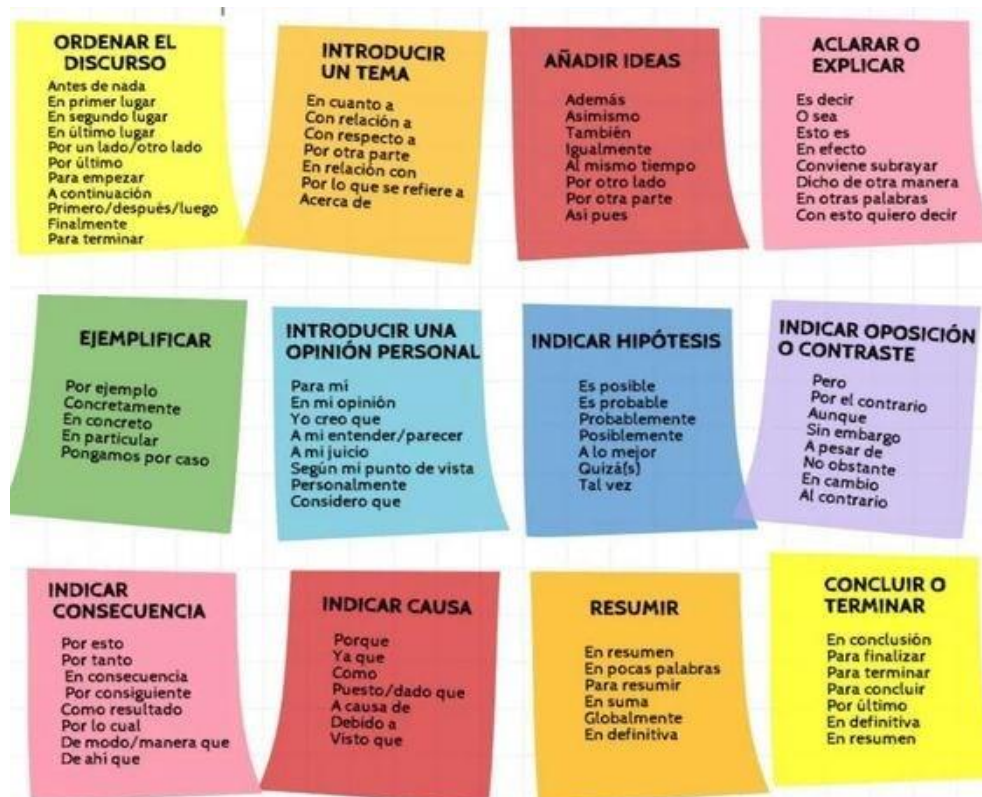 ORDENAR EL
DISCURSO
Antes de nada
En primer lugar
En segundo lugar
En último lugar
Por un lado/otro lado
Por último
Para empezar
A continuación
Primero/después/luego
Finalmente
Para terminar
INTRODUCIR
UN TEMA
En cuanto a
Con relación a
Con respecto a
Por otra parte
En relación con
Por lo que se refiere a
Acerca de
AÑADIR IDEAS
Además
Asimismo
También
Igualmente
Al mismo tiempo
Por otro lado
Por otra parte
Así pues
ACLARAR O
EXPLICAR
Es decir
O sea
Esto es
En efecto
Conviene subrayar
Dicho de otra manera
En otras palabras
Con esto quiero decir
EJEMPLIFICAR
Por ejemplo
Concretamente
En concreto
En particular
Pongamos por caso
INTRODUCIR UNA
OPINIÓN PERSONAL
Para mí
En mi opinión
Yo creo que
A mi entender/parecer
A mi juicio
Según mi punto de vista
Personalmente
Considero que
INDICAR HIPÓTESIS
Es posible
Es probable
Probablemente
Posiblemente
A lo mejor
Quizá(s)
Tal vez
INDICAR OPOSICIÓN
O CONTRASTE
Pero
Por el contrario
Aunque
Sin embargo
A pesar de
No obstante
En cambio
Al contrario
INDICAR
CONSECUENCIA
Por esto
Por tanto
En consecuencia
Por consiguiente
Como resultado
Por lo cual
De modo/manera que
De ahí que
INDICAR CAUSA
Porque
Ya que
Como
Puesto/dado que
A causa de
Debido a
Visto que
RESUMIR
En resumen
En pocas palabras
Para resumir
En suma
Globalmente
En definitiva
CONCLUIR O
TERMINAR
En conclusión
Para finalizar
Para terminar
Para concluir
Por último
En definitiva
En resumen